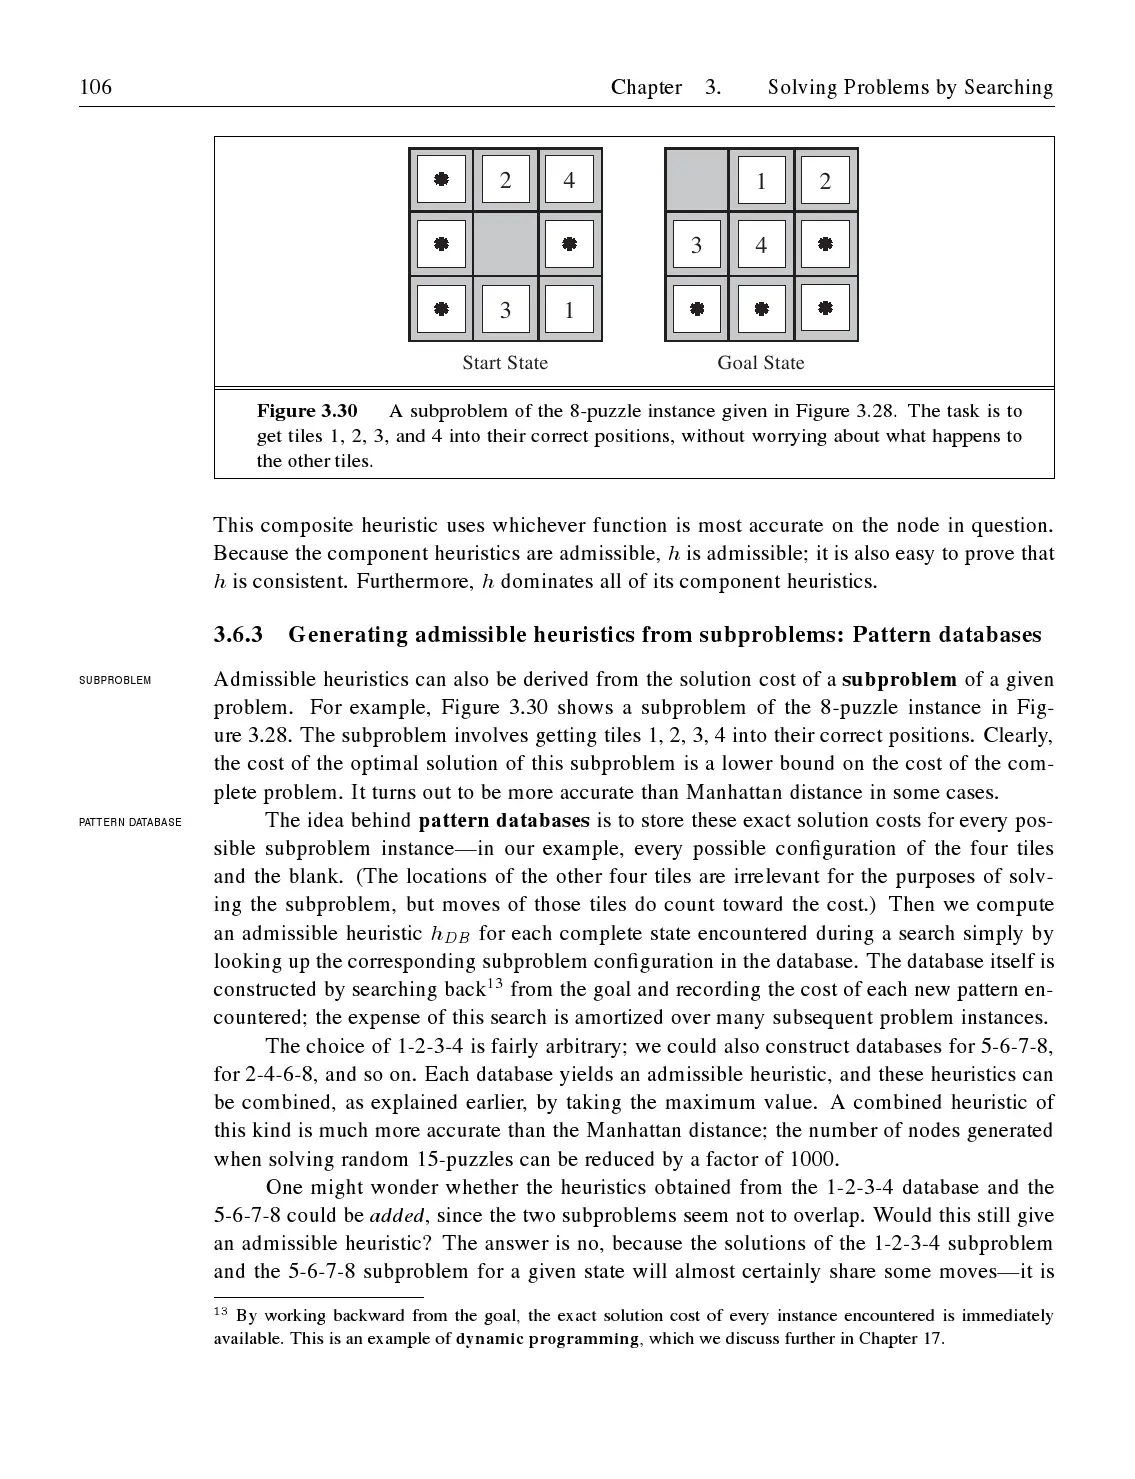 106 Chapter 3. Solving Problems by Searching
2 4
1 2
3 4
3 1
Start State Goal State
Figure 3.30 A subproblem of the 8-puzzle instance given in Figure 3.28. The task is to
get tiles 1, 2, 3, and 4 into their correct positions, without worrying about what happens to
the other tiles.
This composite heuristic uses whichever function is most accurate on the node in question.
Because the component heuristics are admissible, h is admissible; it is also easy to prove that
h is consistent. Furthermore, h dominates all of its component heuristics.
3.6.3 Generating admissible heuristics from subproblems: Pattern databases
SUBPROBLEM
Admissible heuristics can also be derived from the solution cost of a subproblem of a given
problem. For example, Figure 3.30 shows a subproblem of the 8-puzzle instance in Fig-
ure 3.28. The subproblem involves getting tiles 1, 2, 3, 4 into their correct positions. Clearly,
the cost of the optimal solution of this subproblem is a lower bound on the cost of the com-
plete problem. It turns out to be more accurate than Manhattan distance in some cases.
PATTERN DATABASE
The idea behind pattern databases is to store these exact solution costs for every pos-
sible subproblem instance—in our example, every possible configuration of the four tiles
and the blank. (The locations of the other four tiles are irrelevant for the purposes of solv-
ing the subproblem, but moves of those tiles do count toward the cost.) Then we compute
an admissible heuristic hDB for each complete state encountered during a search simply by
looking up the corresponding subproblem configuration in the database. The database itself is
constructed by searching back13 from the goal and recording the cost of each new pattern en-
countered; the expense of this search is amortized over many subsequent problem instances.
The choice of 1-2-3-4 is fairly arbitrary; we could also construct databases for 5-6-7-8,
for 2-4-6-8, and so on. Each database yields an admissible heuristic, and these heuristics can
be combined, as explained earlier, by taking the maximum value. A combined heuristic of
this kind is much more accurate than the Manhattan distance; the number of nodes generated
when solving random 15-puzzles can be reduced by a factor of 1000.
One might wonder whether the heuristics obtained from the 1-2-3-4 database and the
5-6-7-8 could be added, since the two subproblems seem not to overlap. Would this still give
an admissible heuristic? The answer is no, because the solutions of the 1-2-3-4 subproblem
and the 5-6-7-8 subproblem for a given state will almost certainly share some moves—it is
13 By working backward from the goal, the exact solution cost of every instance encountered is immediately
available. This is an example of dynamic programming, which we discuss further in Chapter 17.